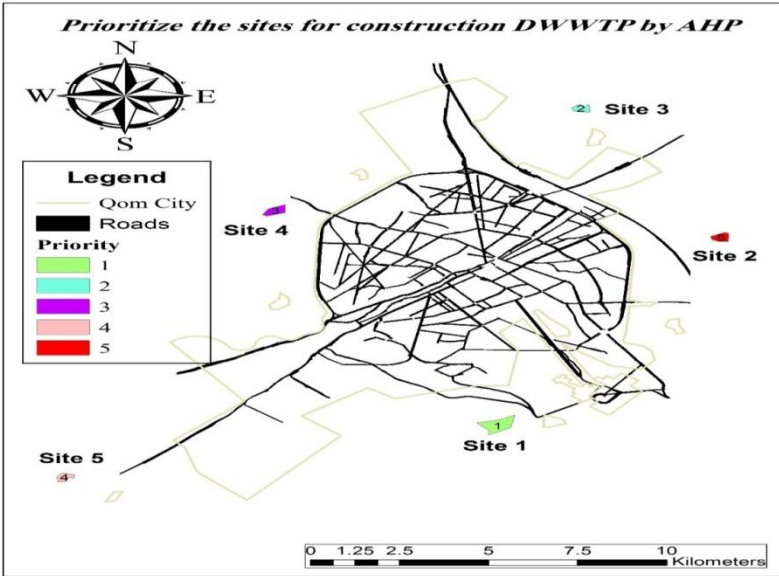 Prioritize the sites for construction DWWTP by AHP
N
W E
S
2 Site 3
Legend
Qom City
Roads
Priority
1
2
3
4
5
3
Site 4
5
Site 2
1
Site 1
Site 5
4
0 1.25 2.5 5 7.5 10
Kilometers